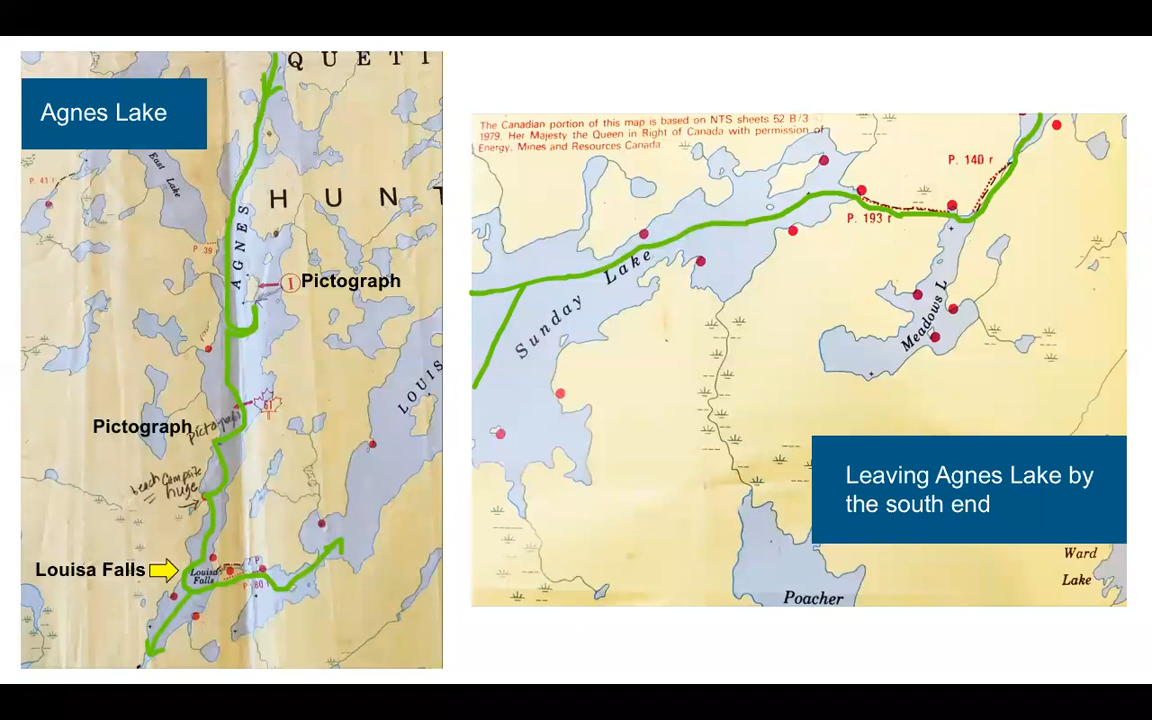 QUETI
Agnes Lake
East Lake
P. 41 r
HUNT
AGNES
P 39
I Pictograph
LOUIS
61
Pictograph
pictograph
beach campsite
huge
Louisa Falls
Louisa
Falls
P. 80 r
The Canadian portion of this map is based on NTS sheets 52 B/3
1979. Her Majesty the Queen in Right of Canada with permission of
Energy, Mines and Resources Canada
P. 140 r
P. 193 r
Sunday Lake
Meadows L
Leaving Agnes Lake by
the south end
Ward
Lake
Poacher